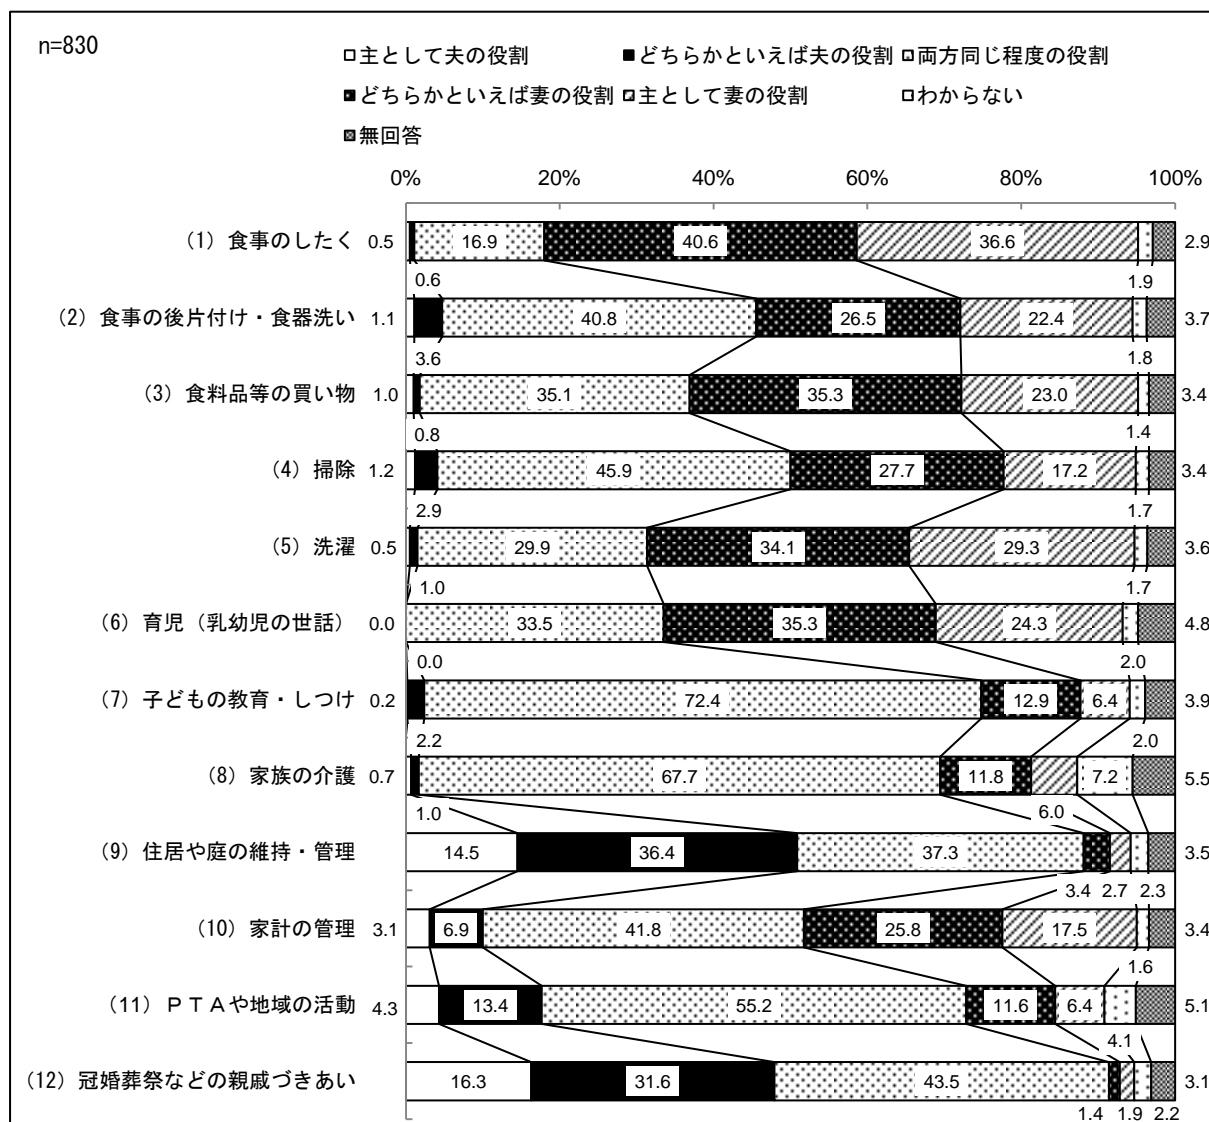 n=830
主として夫の役割 どちらかといえば夫の役割 両方同じ程度の役割
どちらかといえば妻の役割 主として妻の役割 わからない
無回答
0% 20% 40% 60% 80% 100%
(1) 食事のしたく 0.5 16.9 40.6 36.6 2.9
0.6 1.9
(2) 食事の後片付け・食器洗い 1.1 40.8 26.5 22.4 3.7
3.6 1.8
(3) 食料品等の買い物 1.0 35.1 35.3 23.0 3.4
0.8 1.4
(4) 掃除 1.2 45.9 27.7 17.2 3.4
2.9 1.7
(5) 洗濯 0.5 29.9 34.1 29.3 3.6
1.0 1.7
(6) 育児(乳幼児の世話) 0.0 33.5 35.3 24.3 4.8
0.0 2.0
(7) 子どもの教育・しつけ 0.2 72.4 12.9 6.4 3.9
2.2 2.0
(8) 家族の介護 0.7 67.7 11.8 7.2 5.5
1.0 6.0
(9) 住居や庭の維持・管理 14.5 36.4 37.3 3.5
3.4 2.7 2.3
(10) 家計の管理 3.1 6.9 41.8 25.8 17.5 3.4
1.6
(11) PTAや地域の活動 4.3 13.4 55.2 11.6 6.4 5.1
4.1
(12) 冠婚葬祭などの親戚づきあい 16.3 31.6 43.5 3.1
1.4 1.9 2.2